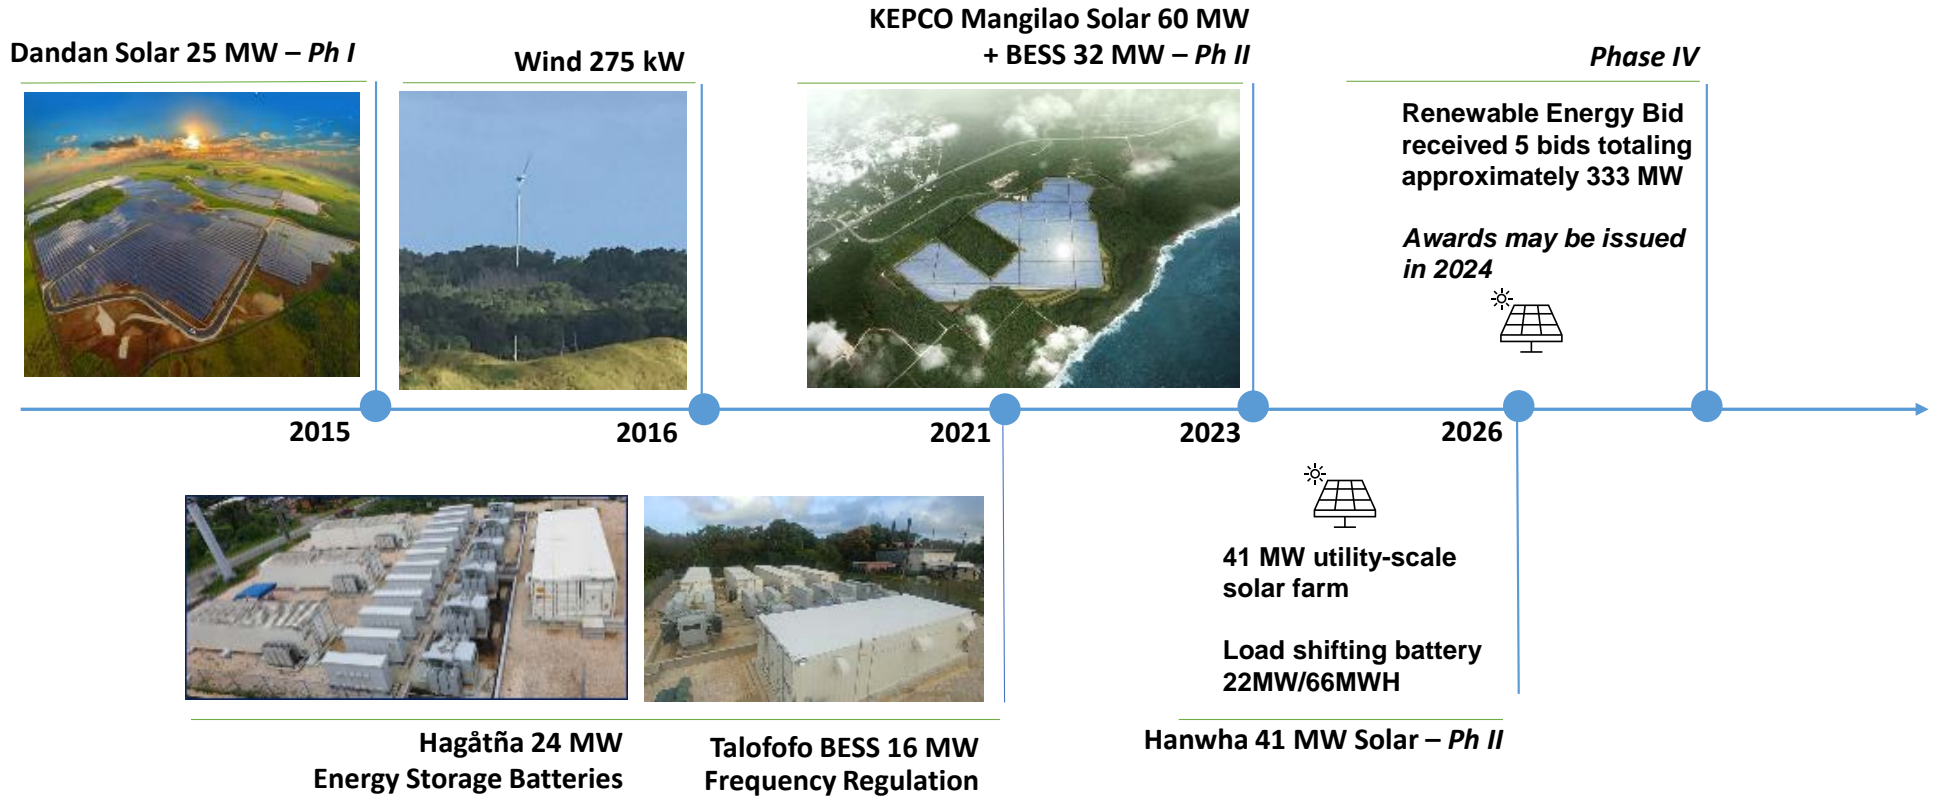 Dandan Solar 25 MW – Ph I
Wind 275 kW
KEPCO Mangilao Solar 60 MW
+ BESS 32 MW – Ph II
Phase IV
Renewable Energy Bid
received 5 bids totaling
approximately 333 MW
Awards may be issued
in 2024
2015
2016
2021
2023
2026
41 MW utility-scale
solar farm
Load shifting battery
22MW/66MWH
Hagåtña 24 MW
Energy Storage Batteries
Talofofo BESS 16 MW
Frequency Regulation
Hanwha 41 MW Solar – Ph II